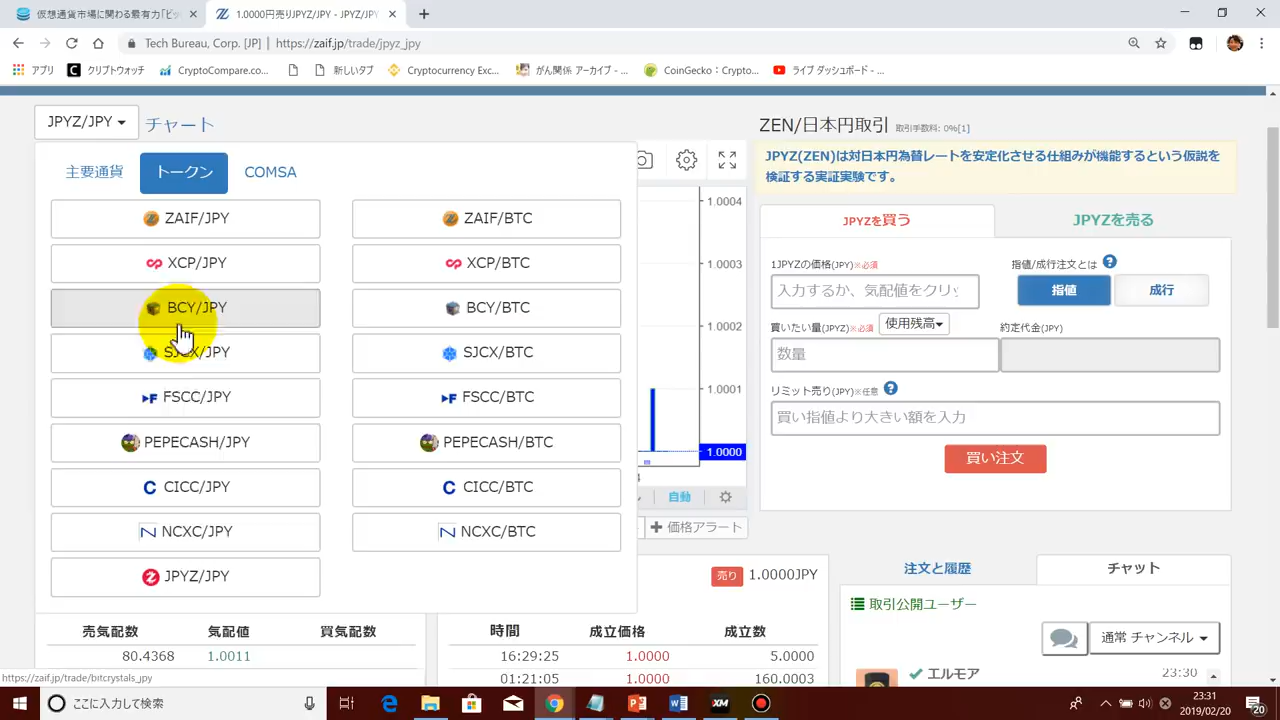 仮想通貨市場に関わる最有力「ビッ
1.0000円売りJPYZ/JPY - JPYZ/JPY
Tech Bureau, Corp. [JP] | https://zaif.jp/trade/jpyz_jpy
アプリ クリプトウォッチ CryptoCompare.co... 新しいタブ Cryptocurrency Exc... がん関係 アーカイブ - ... CoinGecko：Crypto... ライブ ダッシュボード - ...
JPYZ/JPY チャート
主要通貨 トークン COMSA
ZAIF/JPY ZAIF/BTC
XCP/JPY XCP/BTC
BCY/JPY BCY/BTC
SJCX/JPY SJCX/BTC
FSCC/JPY FSCC/BTC
PEPECASH/JPY PEPECASH/BTC
CICC/JPY CICC/BTC
NCXC/JPY NCXC/BTC
JPYZ/JPY
1.0004
1.0003
1.0002
1.0001
1.0000
自動
価格アラート
ZEN/日本円取引 取引手数料: 0%[1]
JPYZ(ZEN)は対日本円為替レートを安定化させる仕組みが機能するという仮説を
検証する実証実験です。
JPYZを買う JPYZを売る
1JPYZの価格(JPY)※必須 指値/成行注文とは
入力するか、気配値をクリッ 指値 成行
買いたい量(JPYZ)※必須 使用残高 約定代金(JPY)
数量
リミット売り(JPY)※任意
買い指値より大きい額を入力
買い注文
売り 1.0000JPY
注文と履歴 チャット
取引公開ユーザー
通常 チャンネル
エルモア 23:30
売気配数 気配値 買気配数
80.4368 1.0011
時間 成立価格 成立数
16:29:25 1.0000 5.0000
01:21:05 1.0000 160.0003
https://zaif.jp/trade/bitcrystals_jpy
ここに入力して検索
23:31
2019/02/20
20